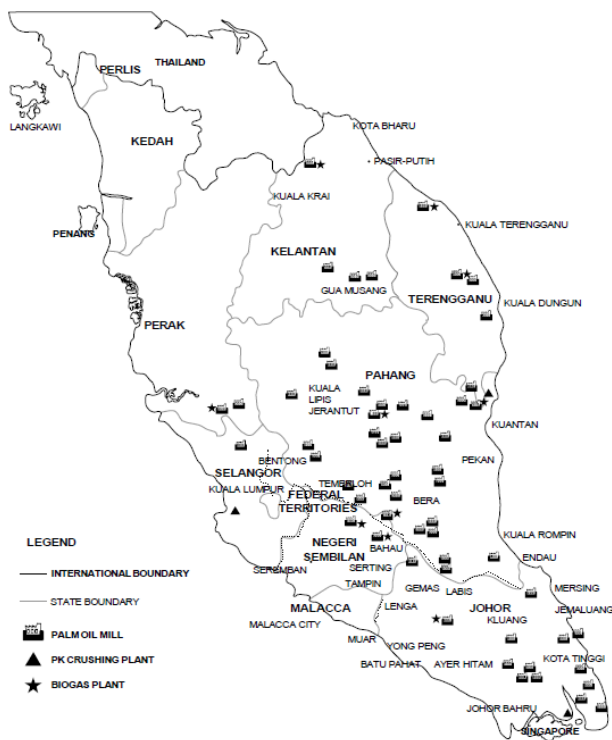 THAILAND
PERLIS
LANGKAWI
KOTA BHARU
KEDAH
PASIR-PUTIH
KUALA KRAI
KUALA TERENGGANU
PENANG
KELANTAN
GUA MUSANG
TERENGGANU
KUALA DUNGUN
PERAK
PAHANG
KUALA
LIPIS
JERANTUT
KUANTAN
BENTONG
PEKAN
SELANGOR
KUALA LUMPUR
TEMERLOH
FEDERAL
TERRITORIES
BERA
KUALA ROMPIN
NEGERI
SEMBILAN
BAHAU
ENDAU
SEREMBAN
SERTING
TAMPIN
GEMAS
LABIS
MERSING
MALACCA
LENGA
JOHOR
JEMALUANG
MALACCA CITY
KLUANG
MUAR
YONG PENG
BATU PAHAT
AYER HITAM
KOTA TINGGI
JOHOR BAHRU
SINGAPORE
LEGEND
INTERNATIONAL BOUNDARY
STATE BOUNDARY
PALM OIL MILL
PK CRUSHING PLANT
BIOGAS PLANT